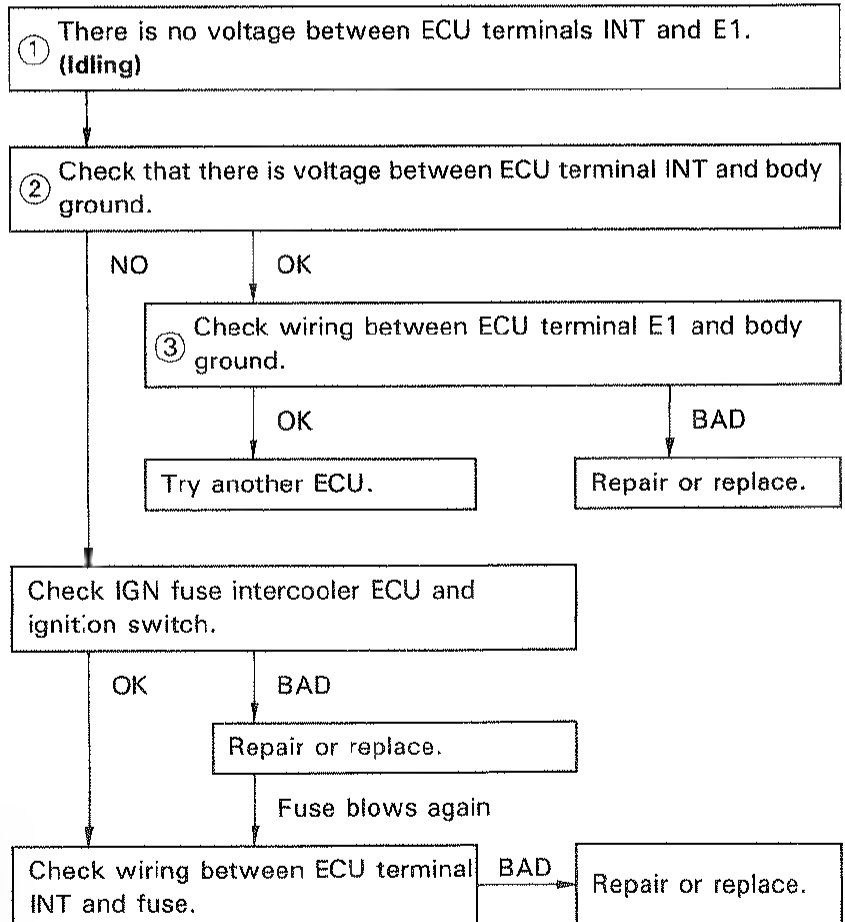 ① There is no voltage between ECU terminals INT and E1.
(Idling)
② Check that there is voltage between ECU terminal INT and body
ground.
NO
OK
③ Check wiring between ECU terminal E1 and body
ground.
OK
BAD
Try another ECU.
Repair or replace.
Check IGN fuse intercooler ECU and
ignition switch.
OK
BAD
Repair or replace.
Fuse blows again
Check wiring between ECU terminal
INT and fuse.
BAD
Repair or replace.